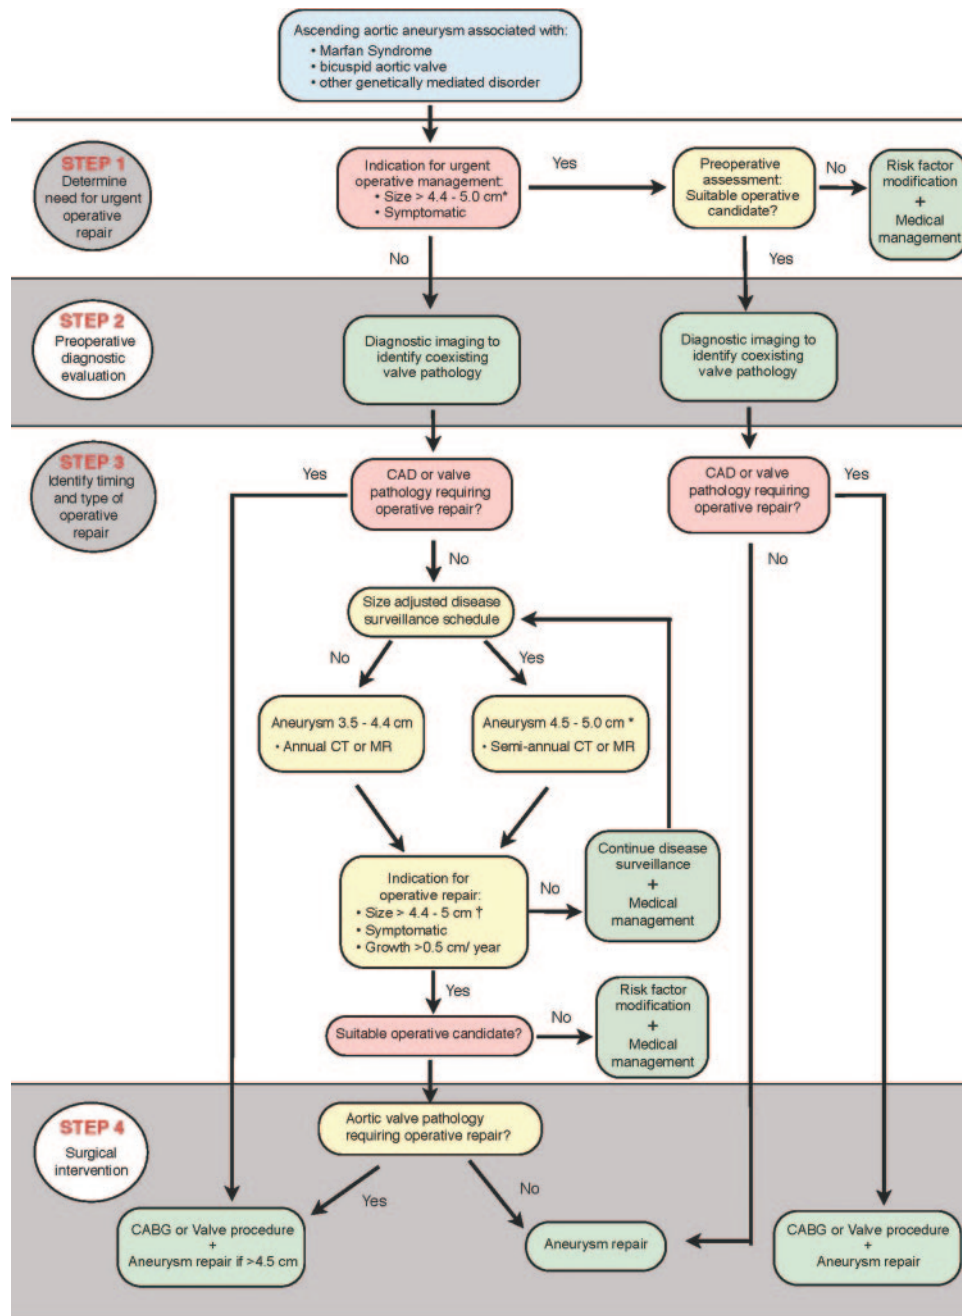 Ascending aortic aneurysm associated with:
• Marfan Syndrome
• bicuspid aortic valve
• other genetically mediated disorder
STEP 1
Determine
need for urgent
operative
repair
Indication for urgent
operative management:
• Size > 4.4 - 5.0 cm*
• Symptomatic
Yes
Preoperative
assessment:
Suitable operative
candidate?
No
Risk factor
modification
+
Medical
management
No
Yes
STEP 2
Preoperative
diagnostic
evaluation
Diagnostic imaging to
identify coexisting
valve pathology
Diagnostic imaging to
identify coexisting
valve pathology
STEP 3
Identify timing
and type of
operative
repair
Yes
CAD or valve
pathology requiring
operative repair?
CAD or valve
pathology requiring
operative repair?
Yes
No
No
Size adjusted disease
surveillance schedule
No
Yes
Aneurysm 3.5 - 4.4 cm
• Annual CT or MR
Aneurysm 4.5 - 5.0 cm *
• Semi-annual CT or MR
Indication for
operative repair:
• Size > 4.4 - 5 cm †
• Symptomatic
• Growth >0.5 cm/ year
No
Continue disease
surveillance
+
Medical
management
Yes
Suitable operative candidate?
No
Risk factor
modification
+
Medical
management
STEP 4
Surgical
intervention
Aortic valve pathology
requiring operative repair?
Yes
No
CABG or Valve procedure
+
Aneurysm repair if >4.5 cm
Aneurysm repair
CABG or Valve procedure
+
Aneurysm repair